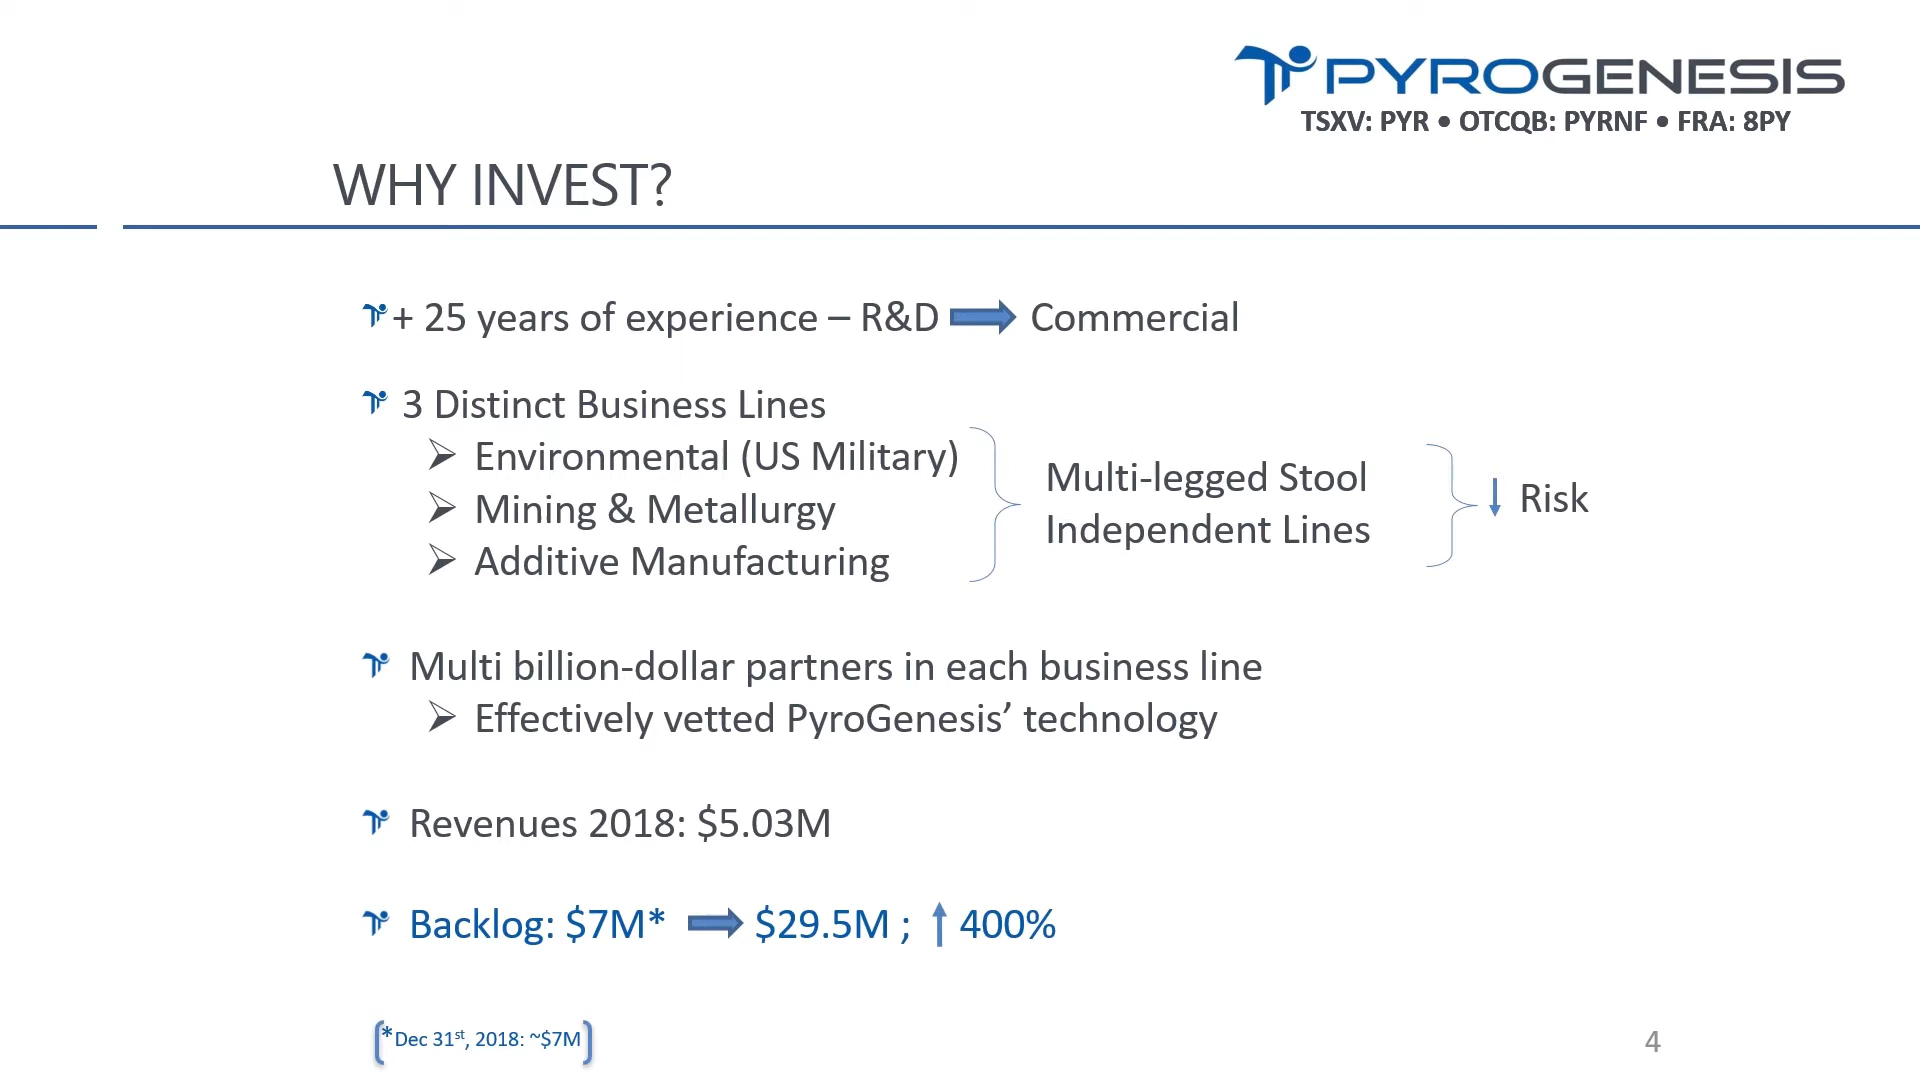 PYROGENESIS
TSXV: PYR • OTCQB: PYRNF • FRA: 8PY
WHY INVEST?
+ 25 years of experience – R&D Commercial
3 Distinct Business Lines
Environmental (US Military)
Mining & Metallurgy
Additive Manufacturing
Multi-legged Stool
Independent Lines
Risk
Multi billion-dollar partners in each business line
Effectively vetted PyroGenesis’ technology
Revenues 2018: $5.03M
Backlog: $7M* $29.5M ; 400%
*Dec 31st, 2018: ~$7M
4